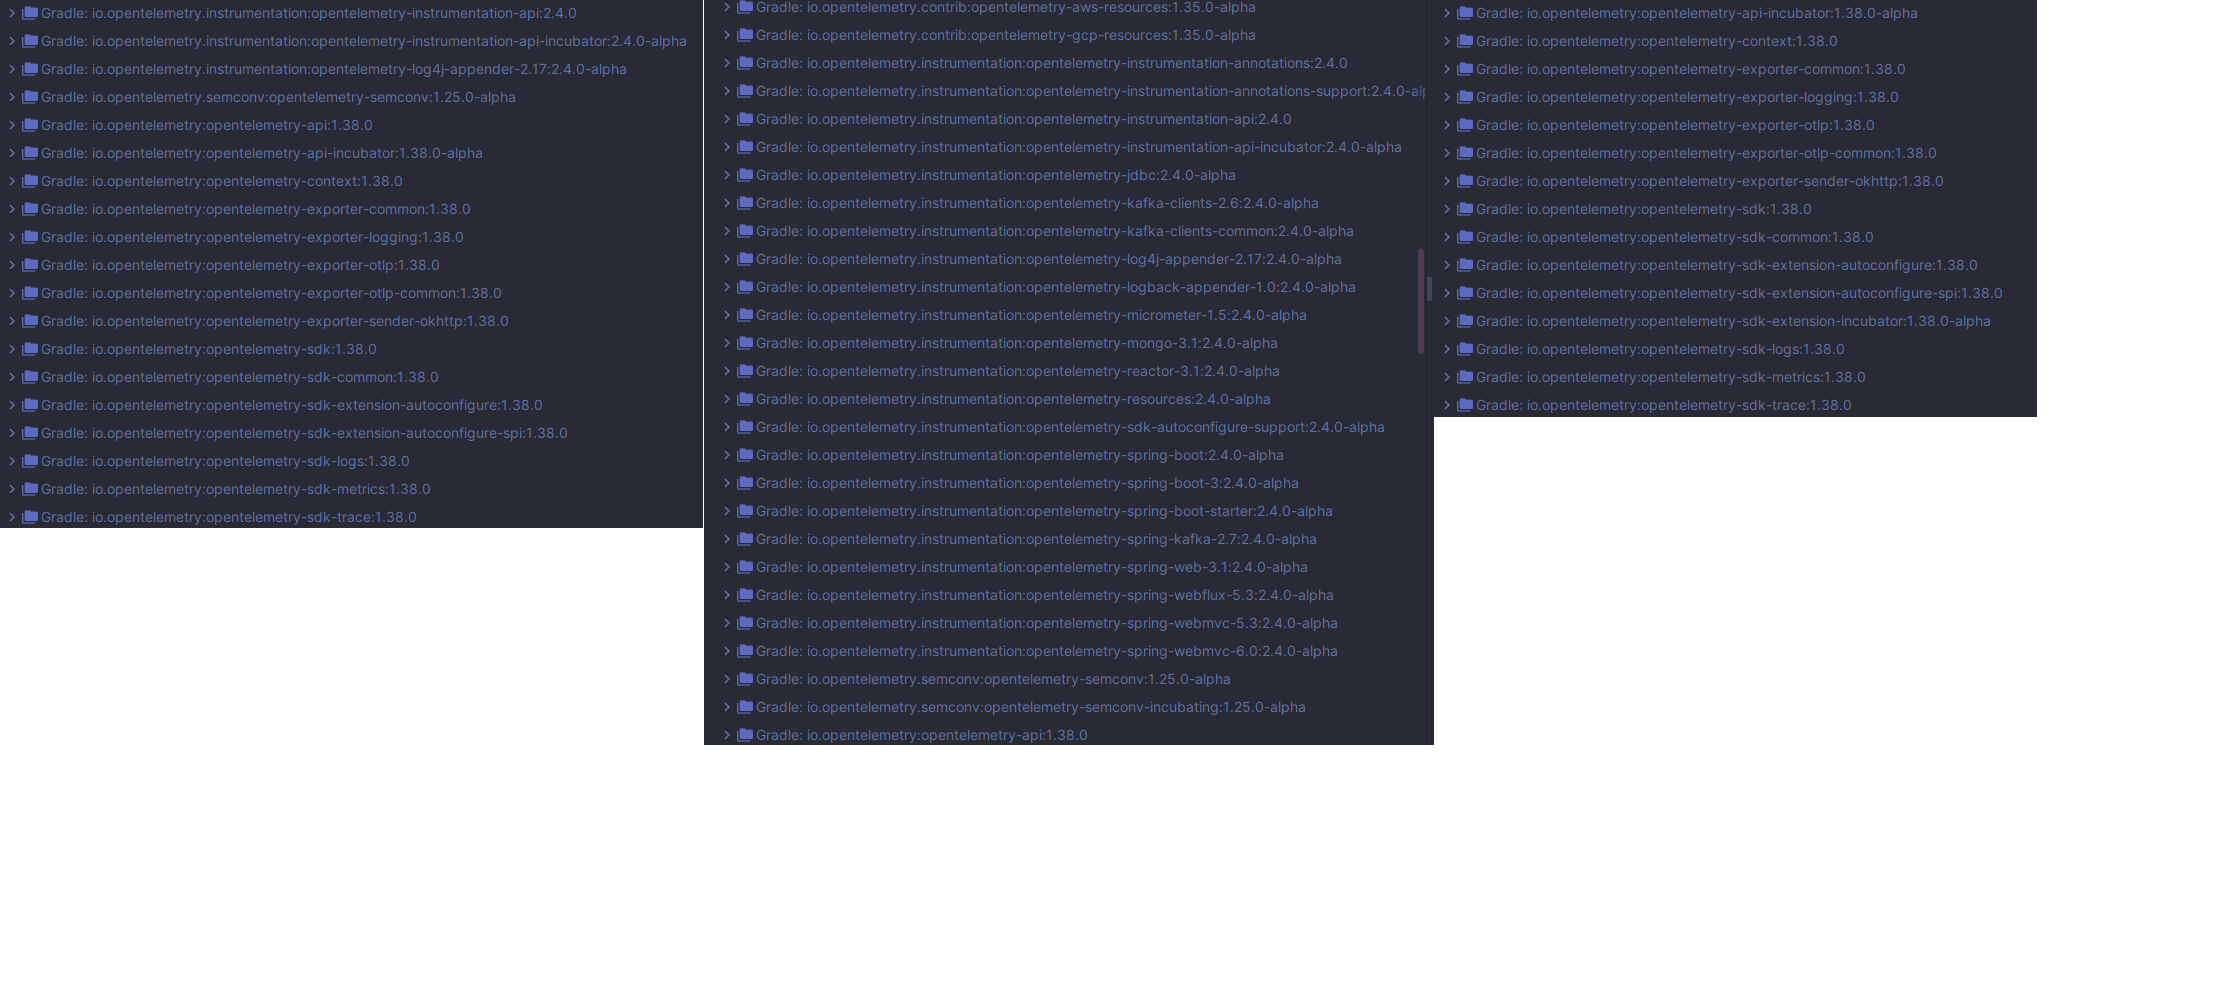 Gradle: io.opentelemetry.instrumentation:opentelemetry-instrumentation-api:2.4.0
Gradle: io.opentelemetry.instrumentation:opentelemetry-instrumentation-api-incubator:2.4.0-alpha
Gradle: io.opentelemetry.instrumentation:opentelemetry-log4j-appender-2.17:2.4.0-alpha
Gradle: io.opentelemetry.semconv:opentelemetry-semconv:1.25.0-alpha
Gradle: io.opentelemetry:opentelemetry-api:1.38.0
Gradle: io.opentelemetry:opentelemetry-api-incubator:1.38.0-alpha
Gradle: io.opentelemetry:opentelemetry-context:1.38.0
Gradle: io.opentelemetry:opentelemetry-exporter-common:1.38.0
Gradle: io.opentelemetry:opentelemetry-exporter-logging:1.38.0
Gradle: io.opentelemetry:opentelemetry-exporter-otlp:1.38.0
Gradle: io.opentelemetry:opentelemetry-exporter-otlp-common:1.38.0
Gradle: io.opentelemetry:opentelemetry-exporter-sender-okhttp:1.38.0
Gradle: io.opentelemetry:opentelemetry-sdk:1.38.0
Gradle: io.opentelemetry:opentelemetry-sdk-common:1.38.0
Gradle: io.opentelemetry:opentelemetry-sdk-extension-autoconfigure:1.38.0
Gradle: io.opentelemetry:opentelemetry-sdk-extension-autoconfigure-spi:1.38.0
Gradle: io.opentelemetry:opentelemetry-sdk-logs:1.38.0
Gradle: io.opentelemetry:opentelemetry-sdk-metrics:1.38.0
Gradle: io.opentelemetry:opentelemetry-sdk-trace:1.38.0
Gradle: io.opentelemetry.contrib:opentelemetry-aws-resources:1.35.0-alpha
Gradle: io.opentelemetry.contrib:opentelemetry-gcp-resources:1.35.0-alpha
Gradle: io.opentelemetry.instrumentation:opentelemetry-instrumentation-annotations:2.4.0
Gradle: io.opentelemetry.instrumentation:opentelemetry-instrumentation-annotations-support:2.4.0-alp
Gradle: io.opentelemetry.instrumentation:opentelemetry-instrumentation-api:2.4.0
Gradle: io.opentelemetry.instrumentation:opentelemetry-instrumentation-api-incubator:2.4.0-alpha
Gradle: io.opentelemetry.instrumentation:opentelemetry-jdbc:2.4.0-alpha
Gradle: io.opentelemetry.instrumentation:opentelemetry-kafka-clients-2.6:2.4.0-alpha
Gradle: io.opentelemetry.instrumentation:opentelemetry-kafka-clients-common:2.4.0-alpha
Gradle: io.opentelemetry.instrumentation:opentelemetry-log4j-appender-2.17:2.4.0-alpha
Gradle: io.opentelemetry.instrumentation:opentelemetry-logback-appender-1.0:2.4.0-alpha
Gradle: io.opentelemetry.instrumentation:opentelemetry-micrometer-1.5:2.4.0-alpha
Gradle: io.opentelemetry.instrumentation:opentelemetry-mongo-3.1:2.4.0-alpha
Gradle: io.opentelemetry.instrumentation:opentelemetry-reactor-3.1:2.4.0-alpha
Gradle: io.opentelemetry.instrumentation:opentelemetry-resources:2.4.0-alpha
Gradle: io.opentelemetry.instrumentation:opentelemetry-sdk-autoconfigure-support:2.4.0-alpha
Gradle: io.opentelemetry.instrumentation:opentelemetry-spring-boot:2.4.0-alpha
Gradle: io.opentelemetry.instrumentation:opentelemetry-spring-boot-3:2.4.0-alpha
Gradle: io.opentelemetry.instrumentation:opentelemetry-spring-boot-starter:2.4.0-alpha
Gradle: io.opentelemetry.instrumentation:opentelemetry-spring-kafka-2.7:2.4.0-alpha
Gradle: io.opentelemetry.instrumentation:opentelemetry-spring-web-3.1:2.4.0-alpha
Gradle: io.opentelemetry.instrumentation:opentelemetry-spring-webflux-5.3:2.4.0-alpha
Gradle: io.opentelemetry.instrumentation:opentelemetry-spring-webmvc-5.3:2.4.0-alpha
Gradle: io.opentelemetry.instrumentation:opentelemetry-spring-webmvc-6.0:2.4.0-alpha
Gradle: io.opentelemetry.semconv:opentelemetry-semconv:1.25.0-alpha
Gradle: io.opentelemetry.semconv:opentelemetry-semconv-incubating:1.25.0-alpha
Gradle: io.opentelemetry:opentelemetry-api:1.38.0
Gradle: io.opentelemetry:opentelemetry-api-incubator:1.38.0-alpha
Gradle: io.opentelemetry:opentelemetry-context:1.38.0
Gradle: io.opentelemetry:opentelemetry-exporter-common:1.38.0
Gradle: io.opentelemetry:opentelemetry-exporter-logging:1.38.0
Gradle: io.opentelemetry:opentelemetry-exporter-otlp:1.38.0
Gradle: io.opentelemetry:opentelemetry-exporter-otlp-common:1.38.0
Gradle: io.opentelemetry:opentelemetry-exporter-sender-okhttp:1.38.0
Gradle: io.opentelemetry:opentelemetry-sdk:1.38.0
Gradle: io.opentelemetry:opentelemetry-sdk-common:1.38.0
Gradle: io.opentelemetry:opentelemetry-sdk-extension-autoconfigure:1.38.0
Gradle: io.opentelemetry:opentelemetry-sdk-extension-autoconfigure-spi:1.38.0
Gradle: io.opentelemetry:opentelemetry-sdk-extension-incubator:1.38.0-alpha
Gradle: io.opentelemetry:opentelemetry-sdk-logs:1.38.0
Gradle: io.opentelemetry:opentelemetry-sdk-metrics:1.38.0
Gradle: io.opentelemetry:opentelemetry-sdk-trace:1.38.0